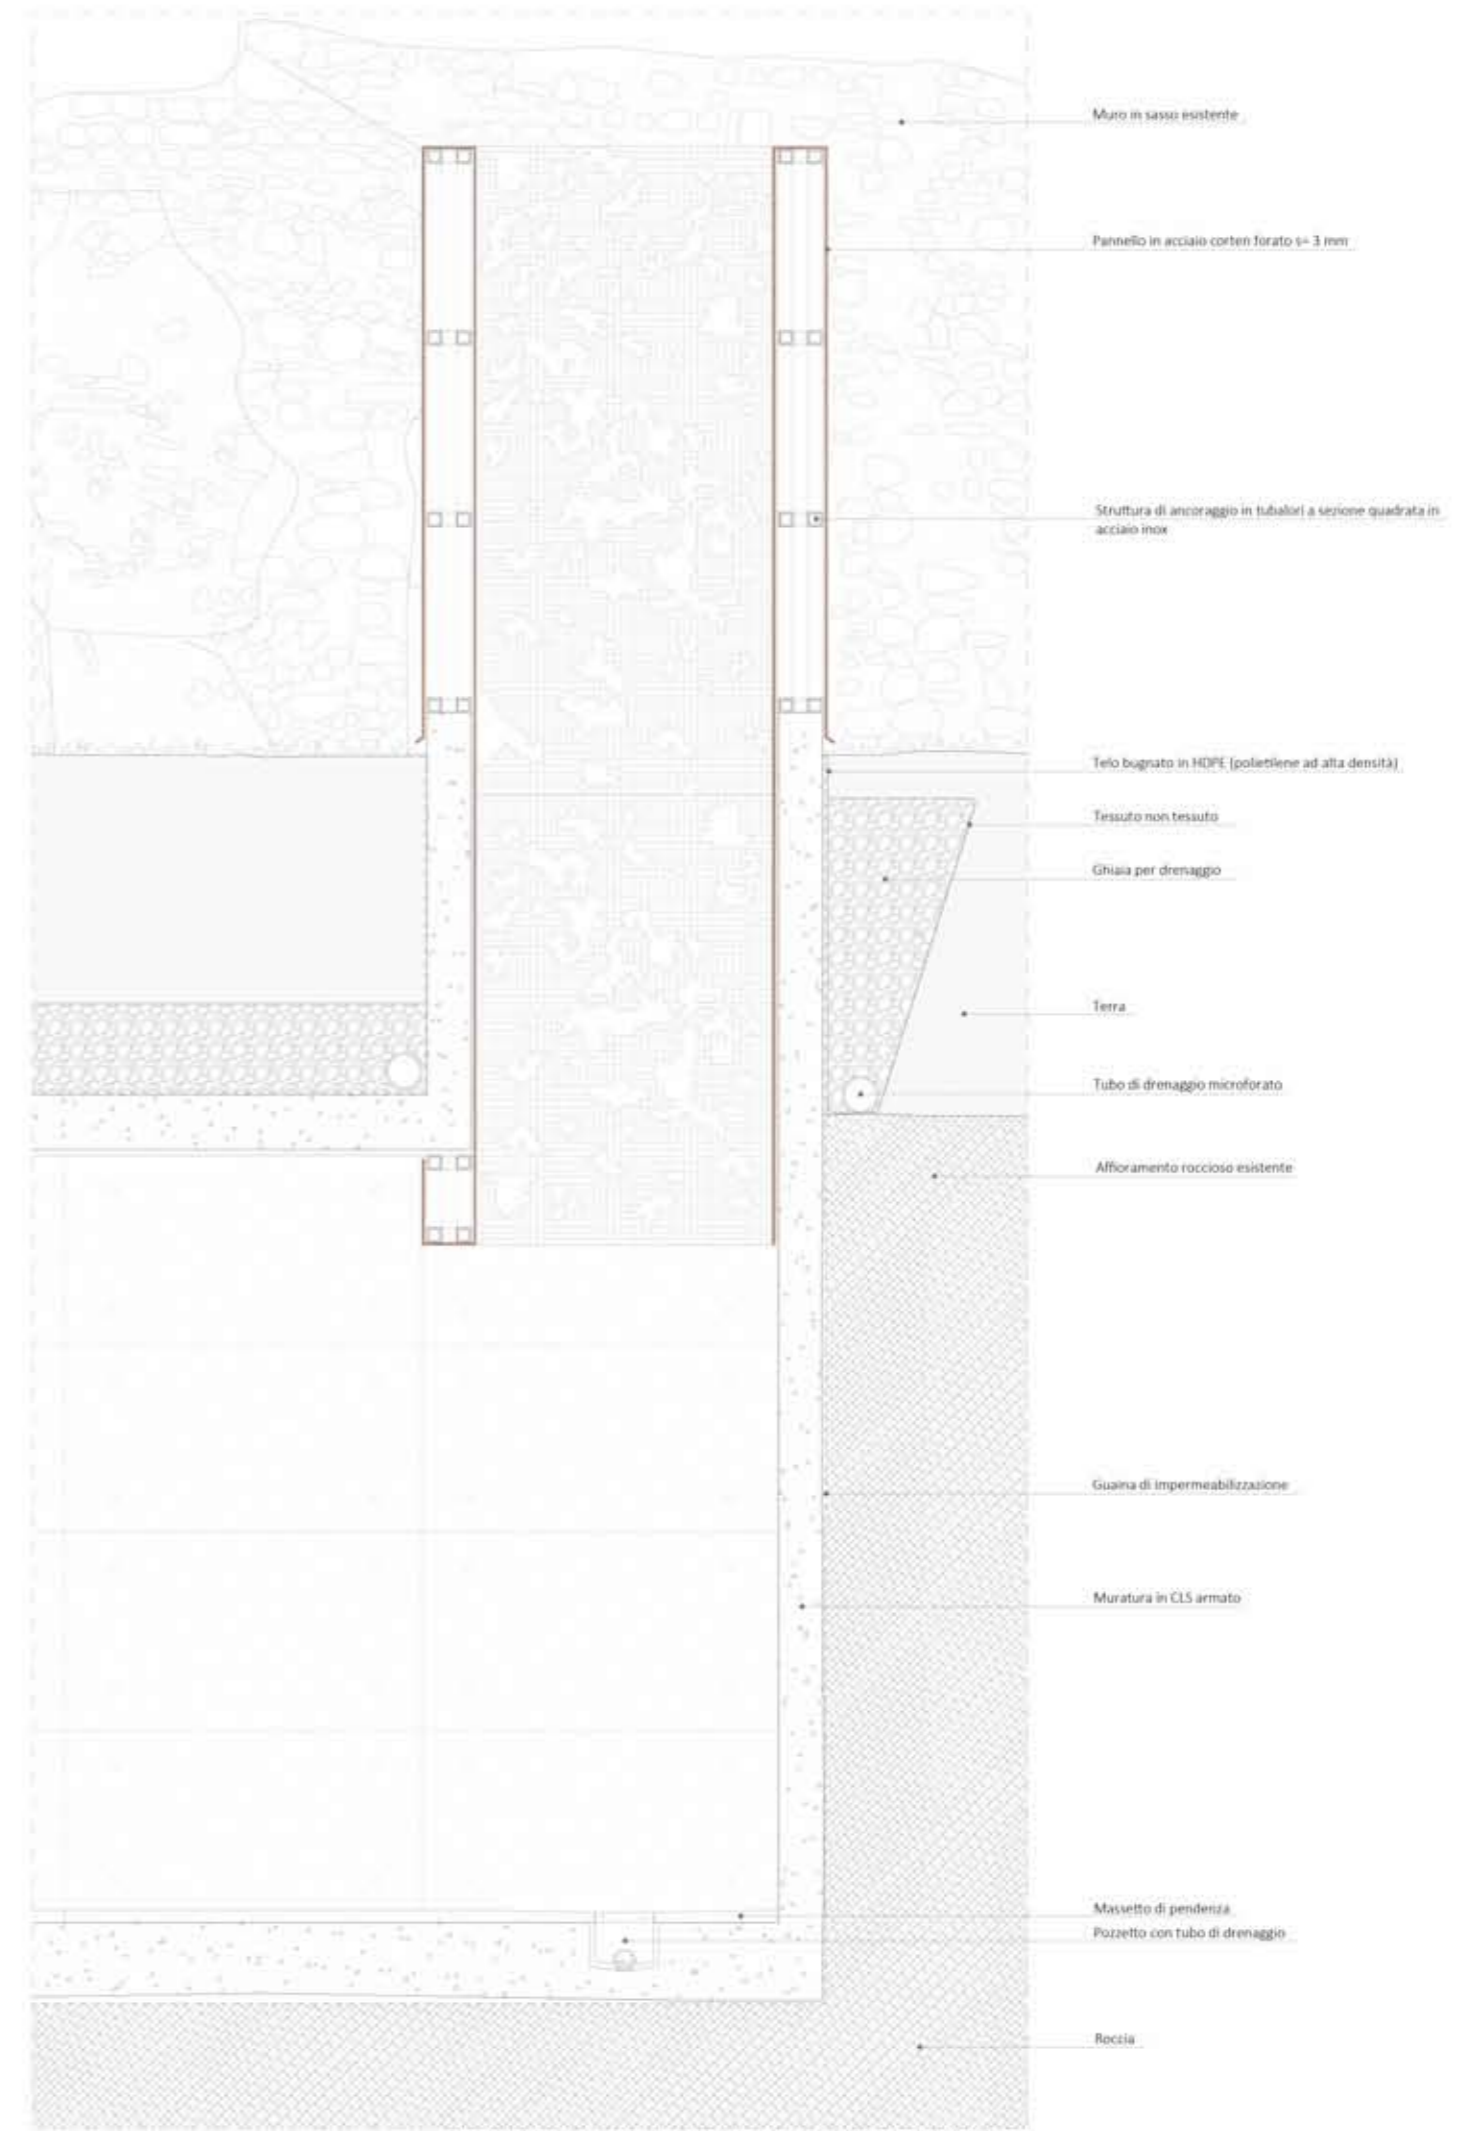 Muro in sasso esistente
Pannello in acciaio corten forato s= 3 mm
Struttura di ancoraggio in tubolari a sezione quadrata in
acciaio inox
Telo bugnato in HDPE (polietilene ad alta densità)
Tessuto non tessuto
Ghiaia per drenaggio
Terra
Tubo di drenaggio microforato
Affioramento roccioso esistente
Guaina di impermeabilizzazione
Muratura in CLS armato
Massetto di pendenza
Pozzetto con tubo di drenaggio
Roccia